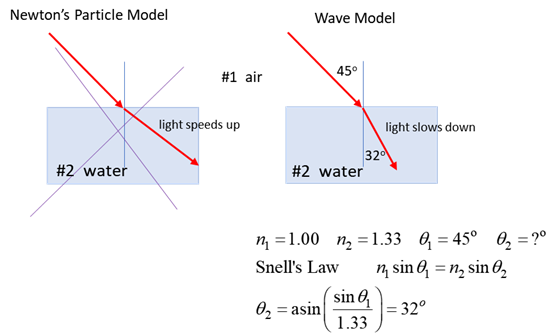 Newton's Particle Model
Wave Model
#1 air
45°
light speeds up
light slows down
32°
#2 water
#2 water
n₁ = 1.00 n₂ = 1.33 θ₁ = 45° θ₂ = ?°
Snell's Law n₁ sin θ₁ = n₂ sin θ₂
θ₂ = asin(sin θ₁ / 1.33) = 32°